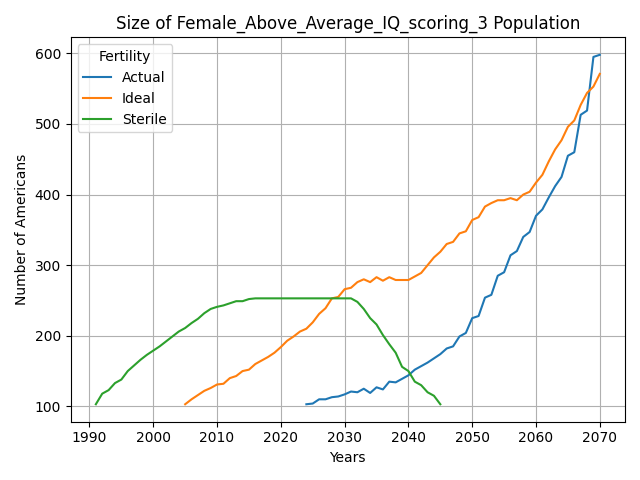 Size of Female_Above_Average_IQ_scoring_3 Population
Fertility
Actual
Ideal
Sterile
Number of Americans
600
500
400
300
200
100
1990 2000 2010 2020 2030 2040 2050 2060 2070
Years